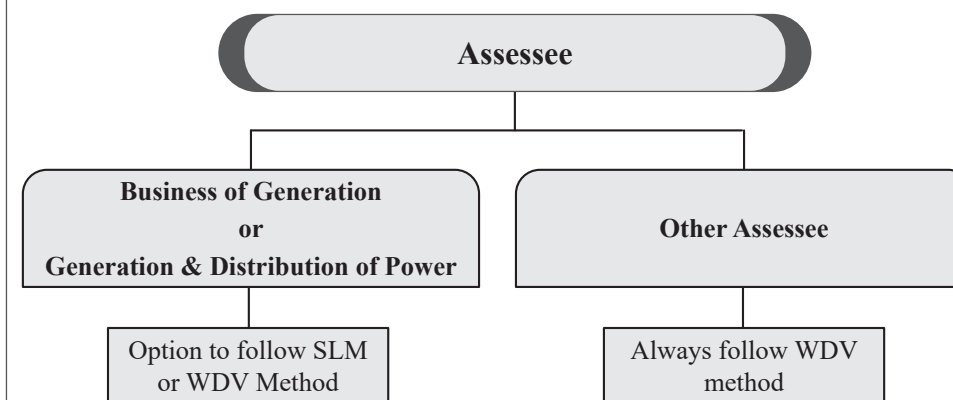 Assessee
Business of Generation
or
Generation & Distribution of Power
Other Assessee
Option to follow SLM
or WDV Method
Always follow WDV
method